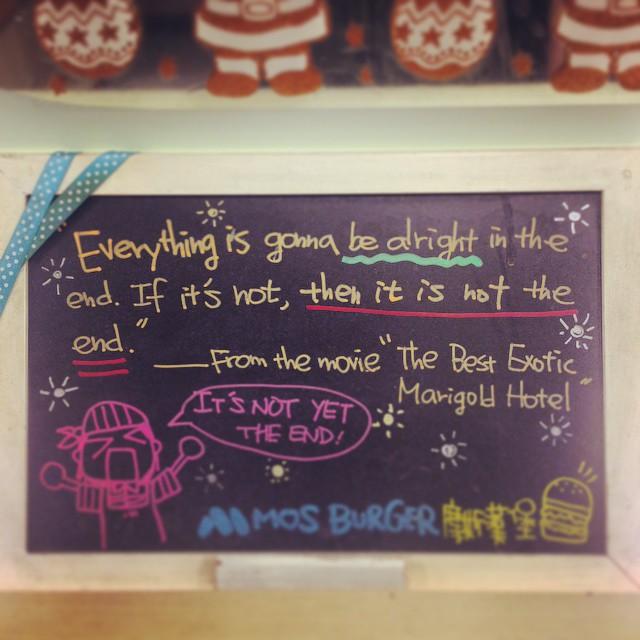 Everything is gonna be alright in the
end. If it's not, then it is not the
end."
From the movie "The Best Exotic
Marigold Hotel"
IT'S NOT YET
THE END!
MOS BURGER